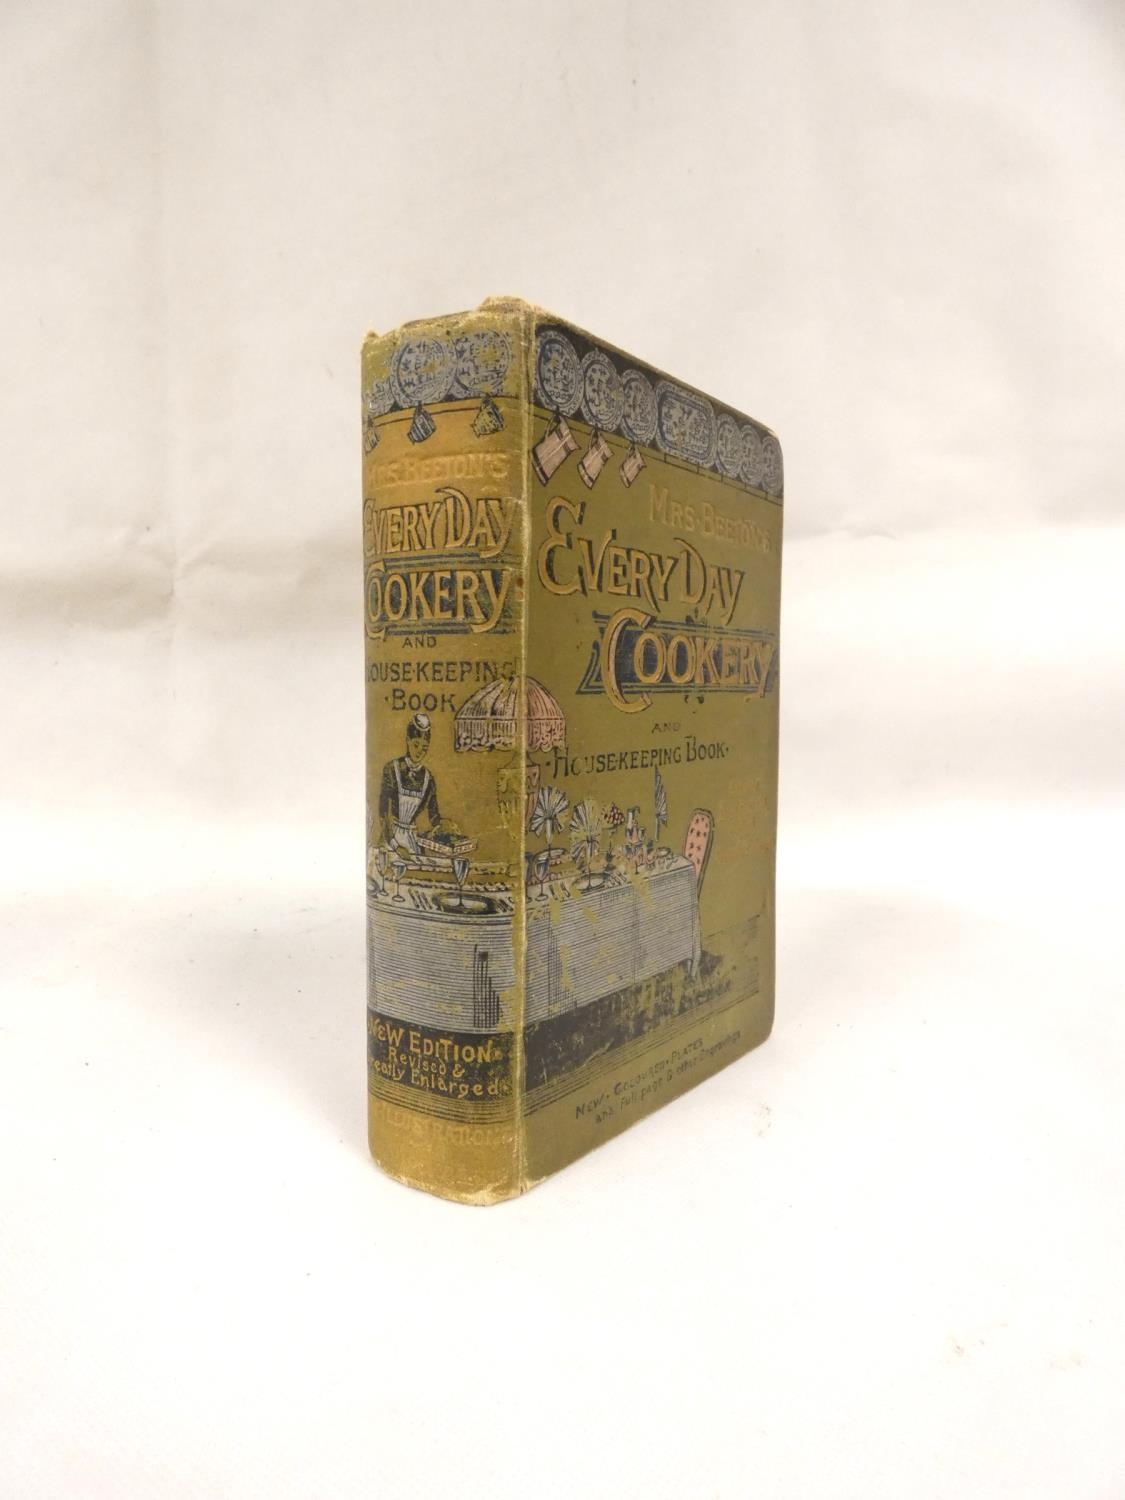 MRS. BEETON'S
EVERY DAY
COOKERY
AND
HOUSE-KEEPING
BOOK
NEW EDITION
Revised &
Greatly Enlarged
ILLUSTRATIONS
MRS. BEETON'S
EVERY DAY
COOKERY
AND
·HOUSE-KEEPING BOOK·
NEW · COLOURED · PLATES
and Full page & other Engravings